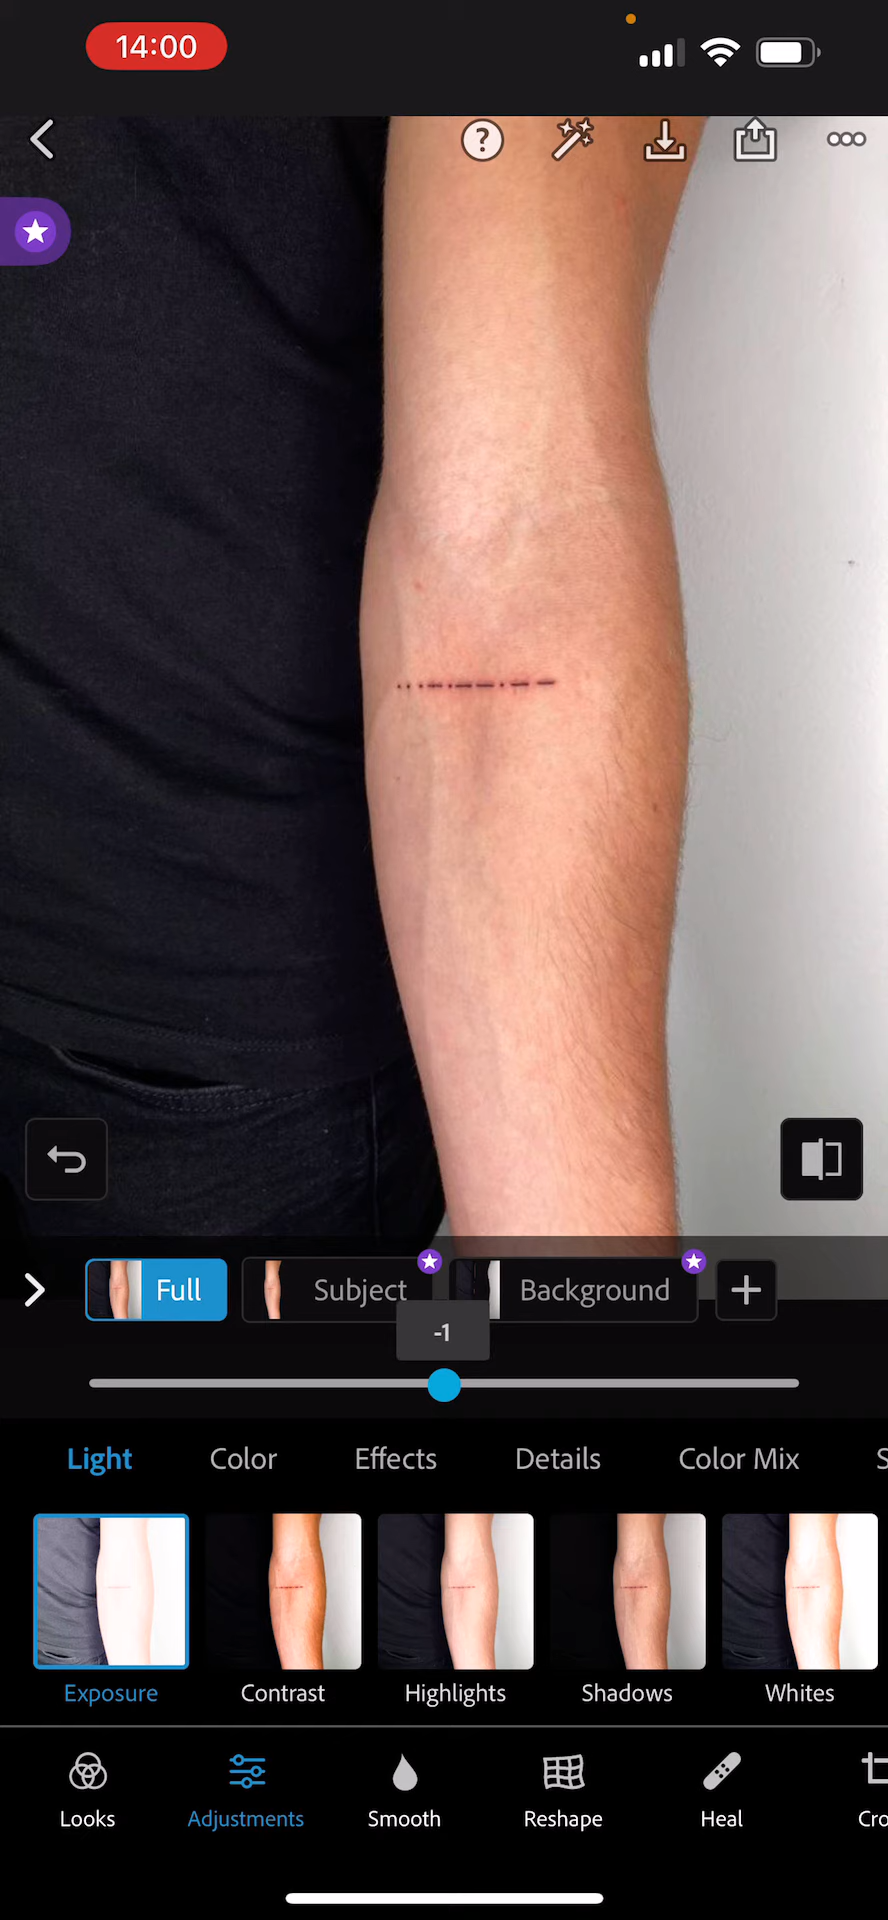 14:00
?
Full
Subject
Background
-1
Light
Color
Effects
Details
Color Mix
S
Exposure
Contrast
Highlights
Shadows
Whites
Looks
Adjustments
Smooth
Reshape
Heal
Cro